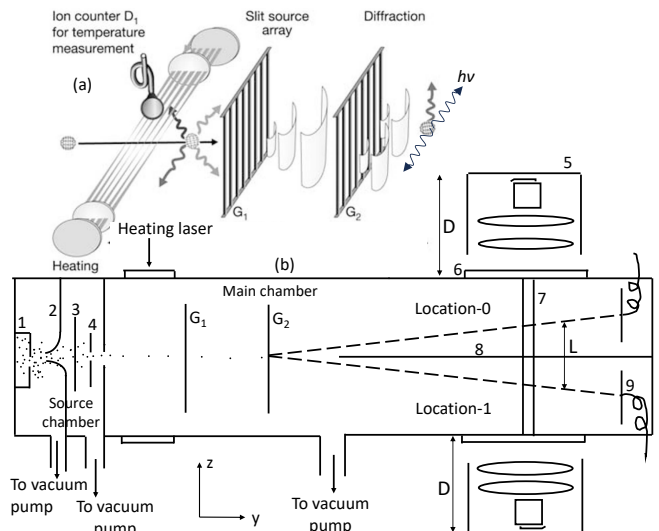 Ion counter D1
for temperature
measurement
Slit source
array
Diffraction
(a)
hν
G1
G2
Heating
Heating laser
(b)
D
5
6
Main chamber
Location-0
7
1
2
3
4
G1
G2
8
L
9
Source
chamber
Location-1
To vacuum
pump
To vacuum
pump
z
y
To vacuum
pump
D